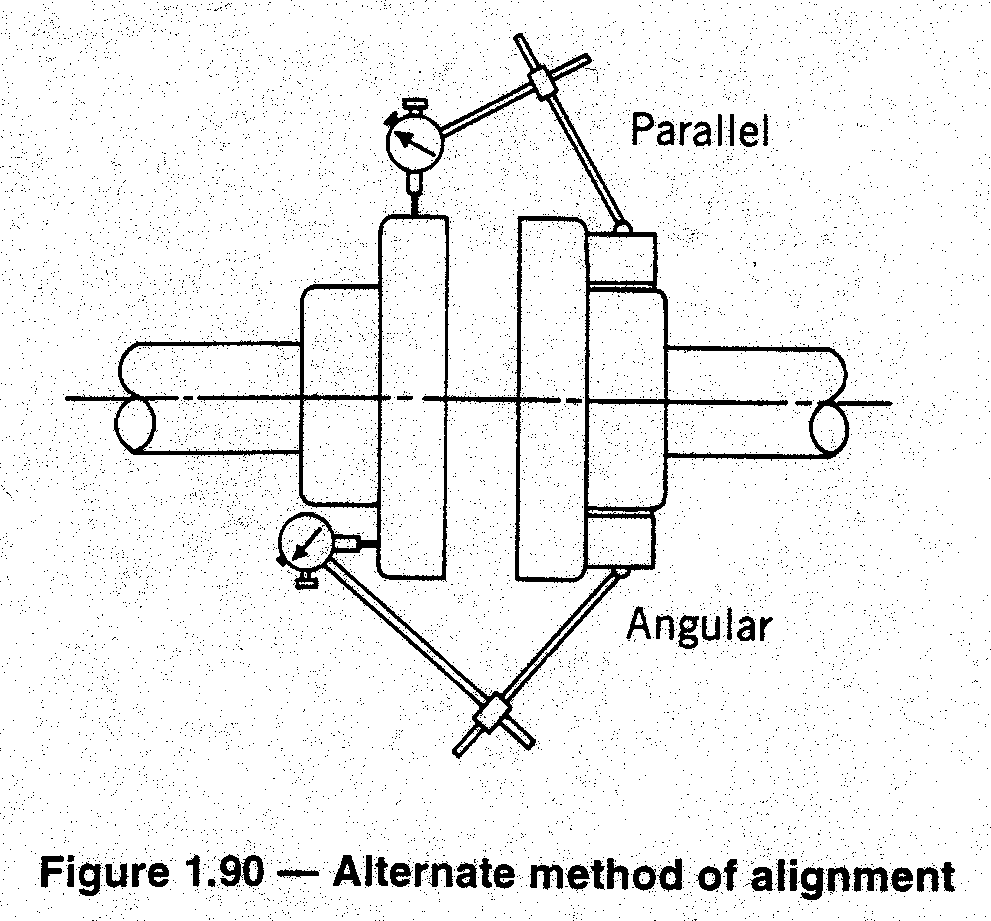 Parallel
Angular
Figure 1.90 — Alternate method of alignment